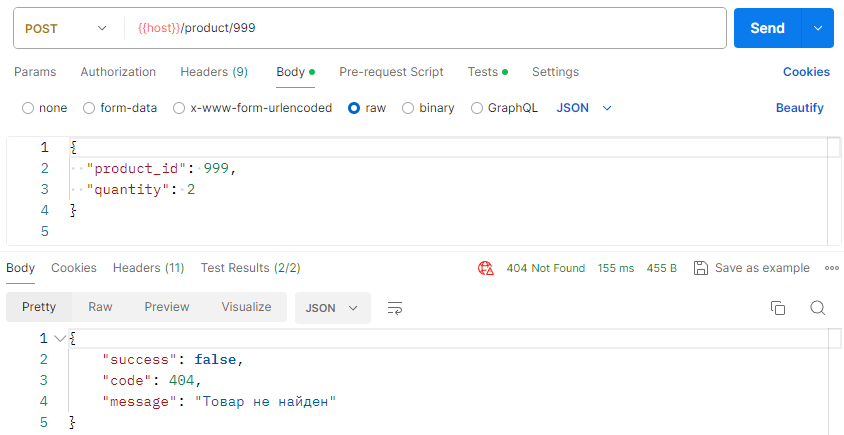 POST {{host}}/product/999 Send
Params Authorization Headers (9) Body Pre-request Script Tests Settings Cookies
none form-data x-www-form-urlencoded raw binary GraphQL JSON Beautify
1 {
2 "product_id": 999,
3 "quantity": 2
4 }
5
Body Cookies Headers (11) Test Results (2/2) 404 Not Found 155 ms 455 B Save as example
Pretty Raw Preview Visualize JSON
1 {
2 "success": false,
3 "code": 404,
4 "message": "Товар не найден"
5 }